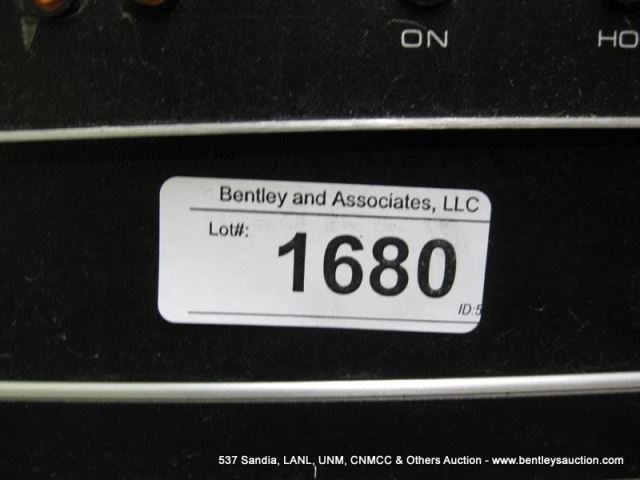 ON
HO
Bentley and Associates, LLC
Lot#:
1680
ID:5
537 Sandia, LANL, UNM, CNMCC & Others Auction - www.bentleysauction.com